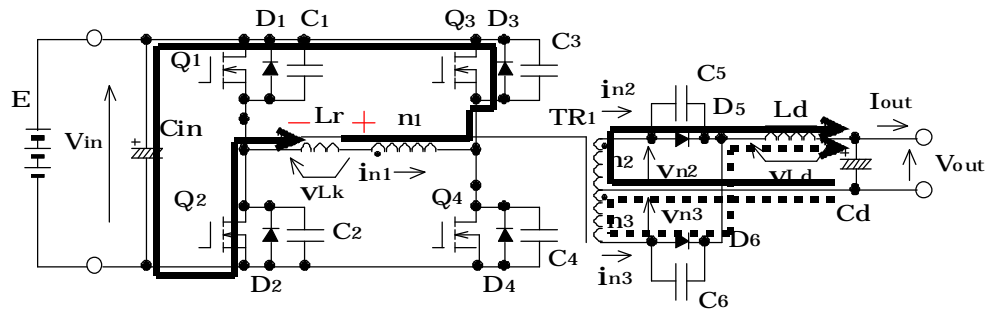 D1
C1
Q3
D3
C3
Q1
E
Vin
+
Cin
−
Lr
+
n1
TR1
in2
C5
D5
Ld
Iout
in1
vLk
n2
vn2
vLd
+
Vout
Q2
Q4
C2
n3
vn3
Cd
D6
C4
in3
D2
D4
C6